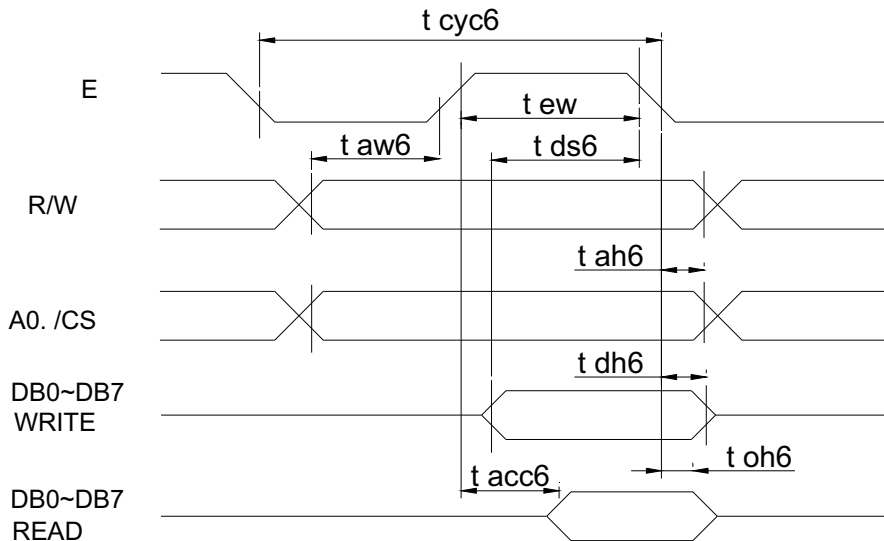 t cyc6
E
t ew
t aw6
t ds6
R/W
t ah6
A0. /CS
t dh6
DB0~DB7
WRITE
t oh6
t acc6
DB0~DB7
READ